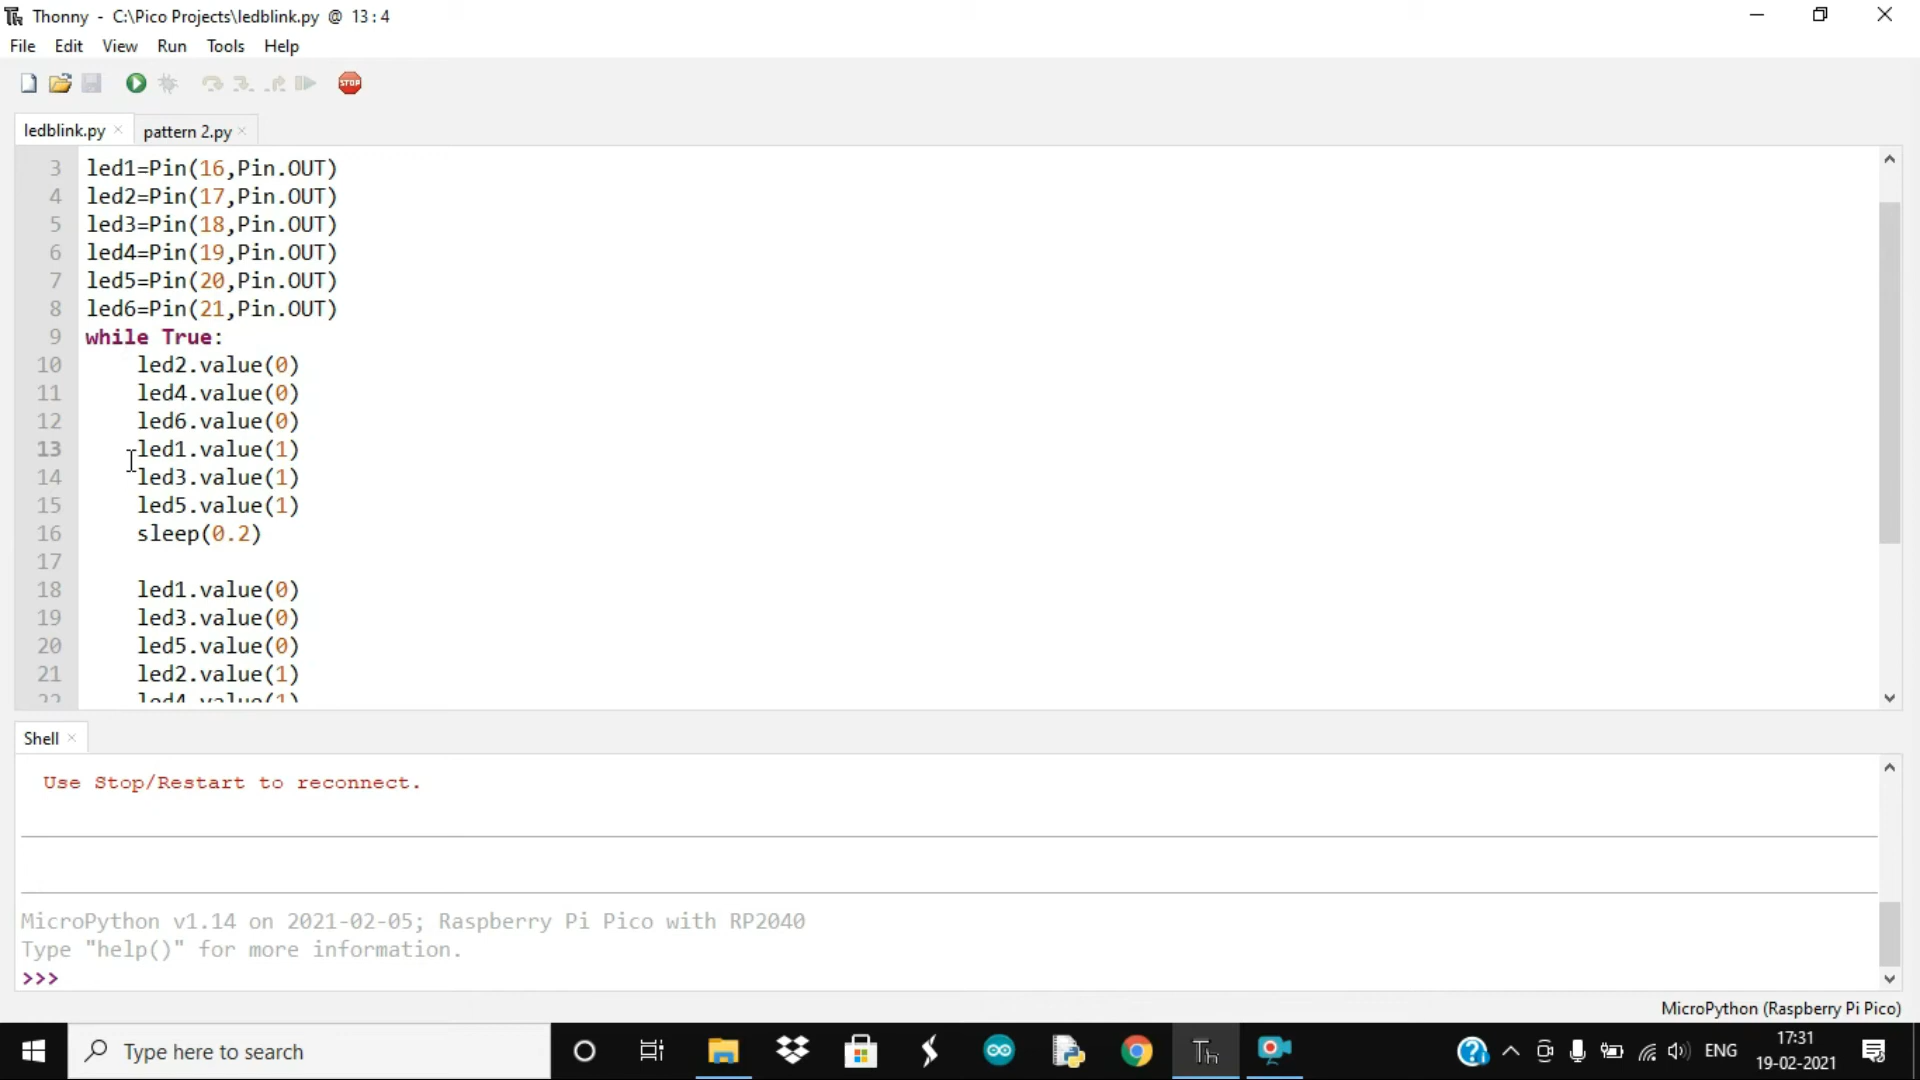 Thonny - C:\Pico Projects\ledblink.py @ 13:4
File Edit View Run Tools Help
STOP
ledblink.py × pattern 2.py ×
3 led1=Pin(16,Pin.OUT)
4 led2=Pin(17,Pin.OUT)
5 led3=Pin(18,Pin.OUT)
6 led4=Pin(19,Pin.OUT)
7 led5=Pin(20,Pin.OUT)
8 led6=Pin(21,Pin.OUT)
9 while True:
10 led2.value(0)
11 led4.value(0)
12 led6.value(0)
13 led1.value(1)
14 led3.value(1)
15 led5.value(1)
16 sleep(0.2)
17
18 led1.value(0)
19 led3.value(0)
20 led5.value(0)
21 led2.value(1)
22 led4.value(1)
Shell ×
Use Stop/Restart to reconnect.
MicroPython v1.14 on 2021-02-05; Raspberry Pi Pico with RP2040
Type "help()" for more information.
>>>
MicroPython (Raspberry Pi Pico)
Type here to search
Th
ENG
17:31
19-02-2021